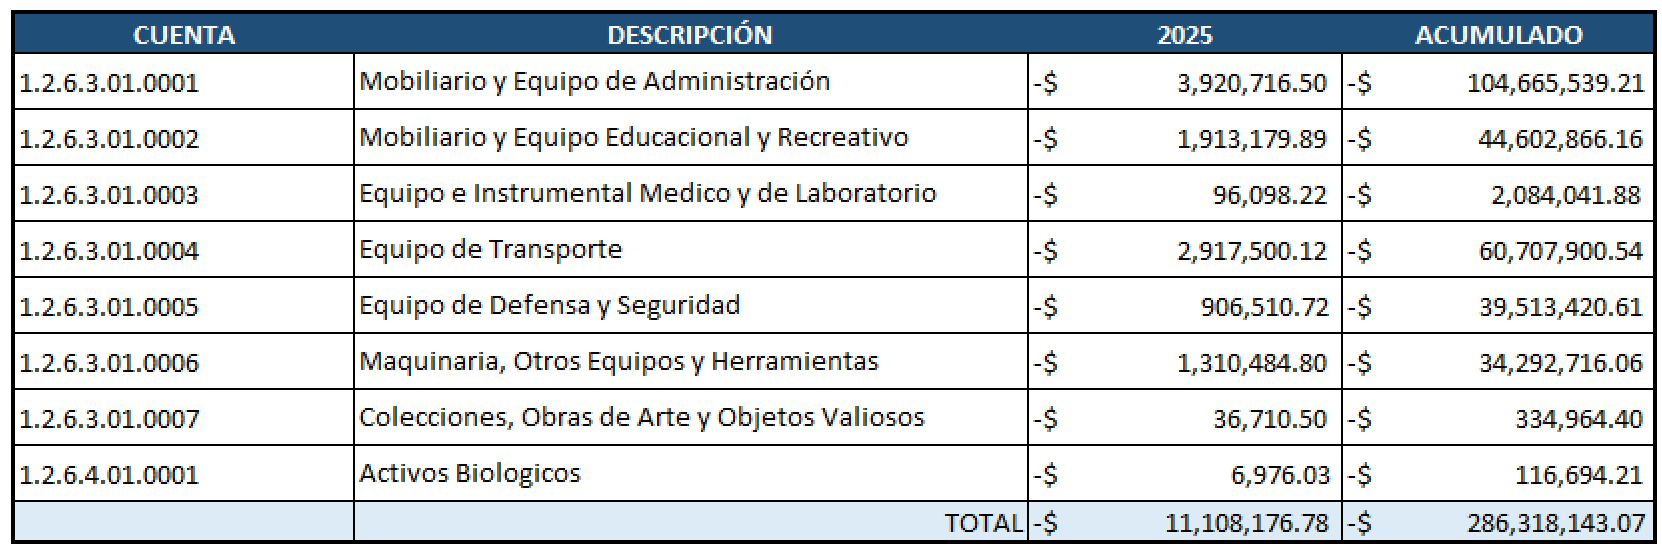 CUENTA DESCRIPCIÓN 2025 ACUMULADO
1.2.6.3.01.0001 Mobiliario y Equipo de Administración -$ 3,920,716.50 -$ 104,665,539.21
1.2.6.3.01.0002 Mobiliario y Equipo Educacional y Recreativo -$ 1,913,179.89 -$ 44,602,866.16
1.2.6.3.01.0003 Equipo e Instrumental Medico y de Laboratorio -$ 96,098.22 -$ 2,084,041.88
1.2.6.3.01.0004 Equipo de Transporte -$ 2,917,500.12 -$ 60,707,900.54
1.2.6.3.01.0005 Equipo de Defensa y Seguridad -$ 906,510.72 -$ 39,513,420.61
1.2.6.3.01.0006 Maquinaria, Otros Equipos y Herramientas -$ 1,310,484.80 -$ 34,292,716.06
1.2.6.3.01.0007 Colecciones, Obras de Arte y Objetos Valiosos -$ 36,710.50 -$ 334,964.40
1.2.6.4.01.0001 Activos Biologicos -$ 6,976.03 -$ 116,694.21
TOTAL -$ 11,108,176.78 -$ 286,318,143.07